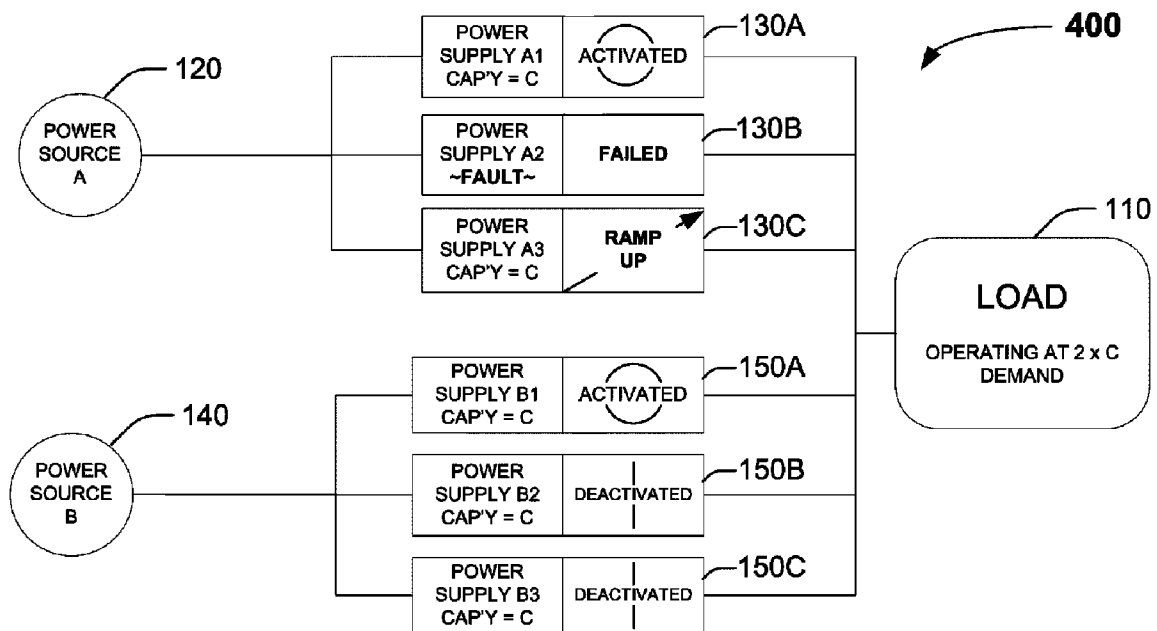 400
120
POWER
SOURCE
A
POWER
SUPPLY A1
CAP'Y = C
ACTIVATED
130A
POWER
SUPPLY A2
~FAULT~
FAILED
130B
POWER
SUPPLY A3
CAP'Y = C
RAMP
UP
130C
110
LOAD
OPERATING AT 2 x C
DEMAND
140
POWER
SOURCE
B
POWER
SUPPLY B1
CAP'Y = C
ACTIVATED
150A
POWER
SUPPLY B2
CAP'Y = C
DEACTIVATED
150B
POWER
SUPPLY B3
CAP'Y = C
DEACTIVATED
150C